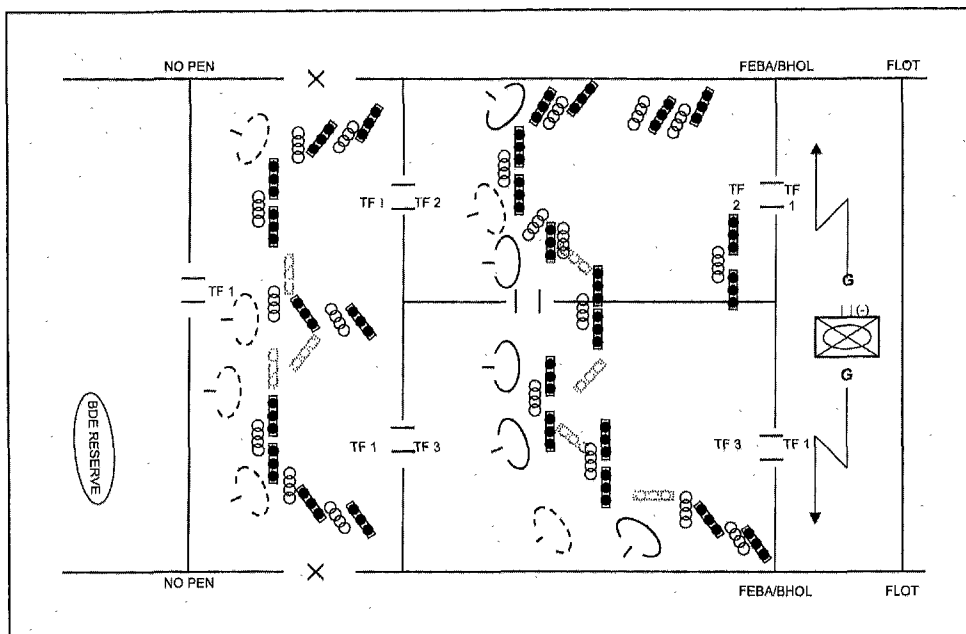 NO PEN
FEBA/BHOL
FLOT
TF 1 TF 2
TF TF
2 1
TF 1
G
G
BDE RESERVE
TF 1 TF 3
TF 3 TF 1
NO PEN
FEBA/BHOL
FLOT